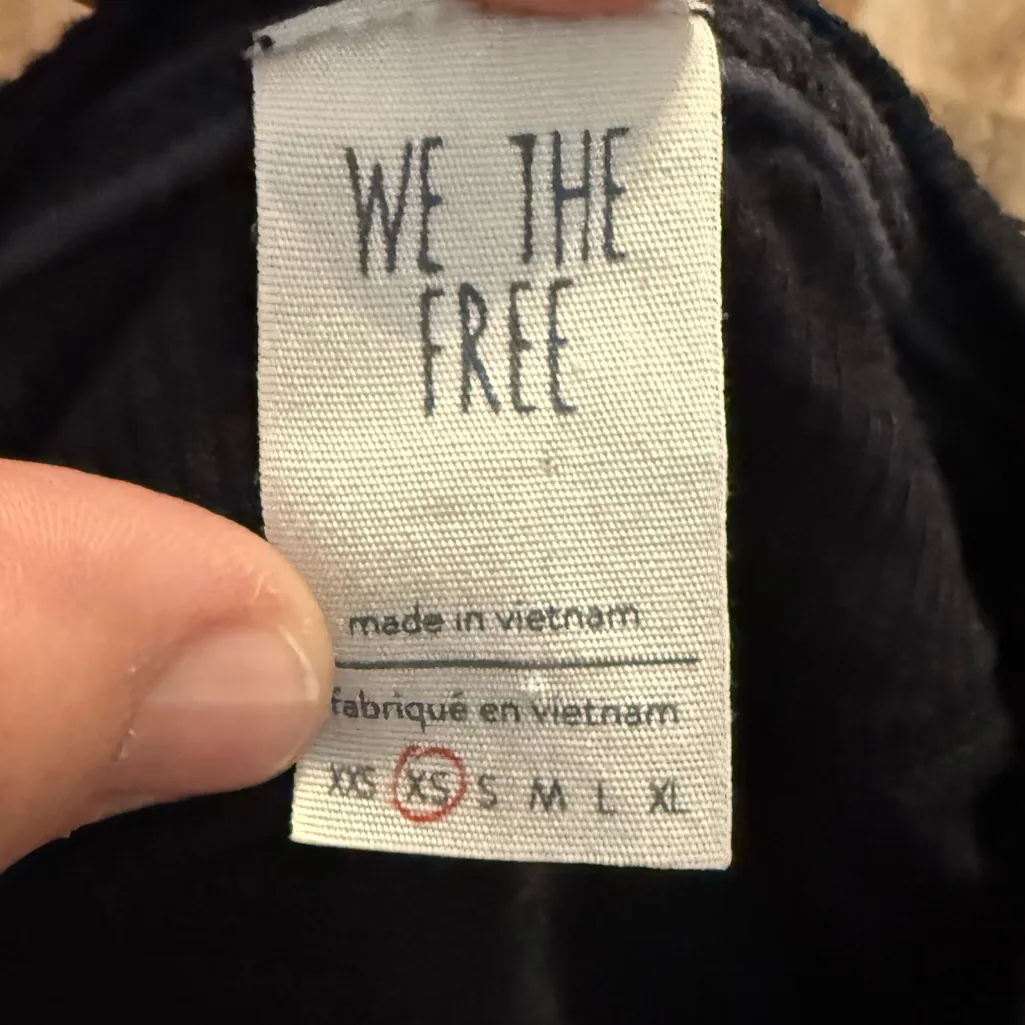 WE THE
FREE
made in vietnam
fabriqué en vietnam
XXS XS S M L XL